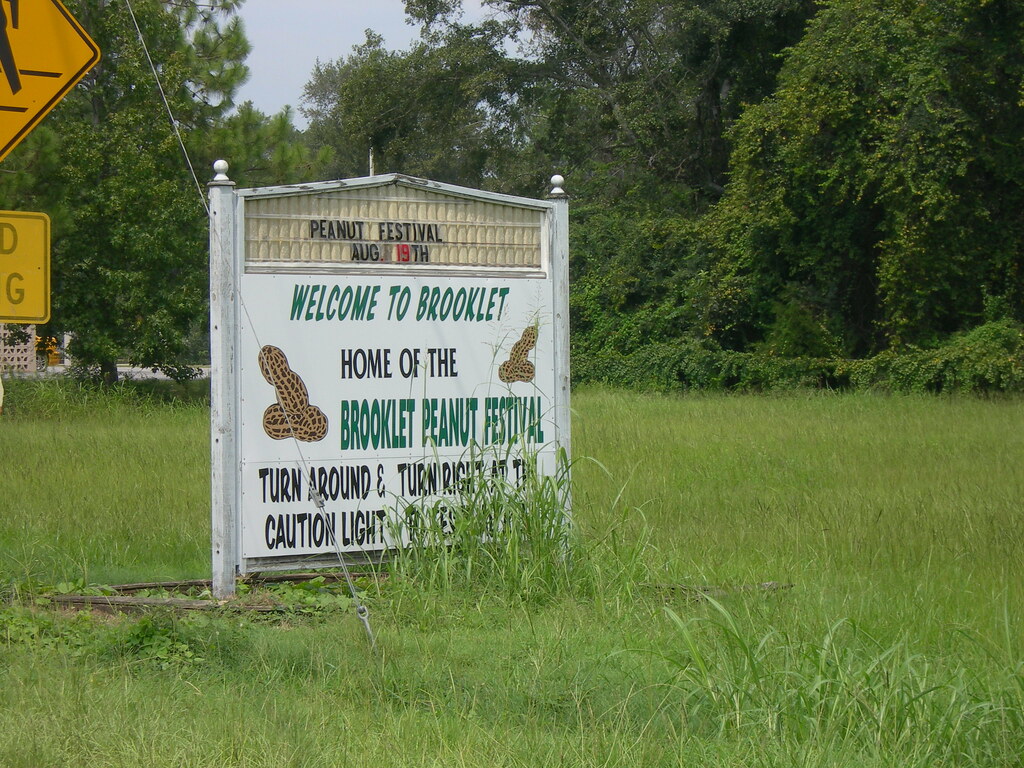 PEANUT FESTIVAL
AUG. 19TH
WELCOME TO BROOKLET
HOME OF THE
BROOKLET PEANUT FESTIVAL
TURN AROUND & TURN RIGHT AT
CAUTION LIGHT
D
G